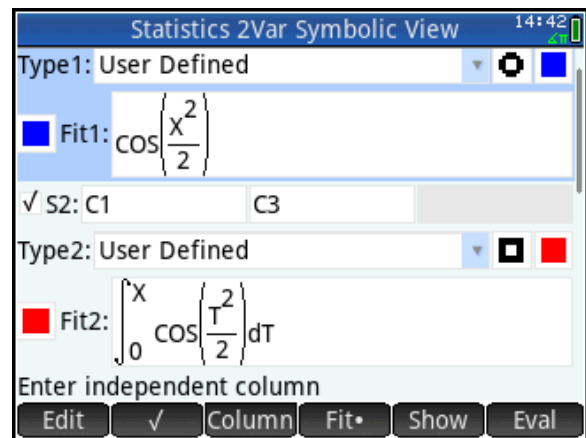 Statistics 2Var Symbolic View 14:42
∡π
Type1: User Defined
Fit1: COS(X²/2)
√ S2: C1 C3
Type2: User Defined
Fit2: ∫₀ˣ COS(T²/2)dT
Enter independent column
Edit √ Column Fit• Show Eval